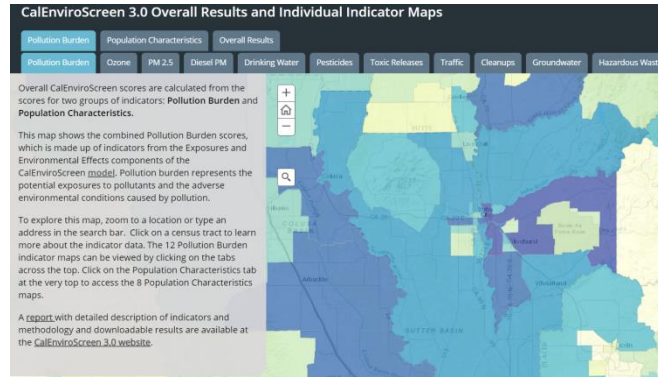 CalEnviroScreen 3.0 Overall Results and Individual Indicator Maps
Pollution Burden Population Characteristics Overall Results
Pollution Burden Ozone PM 2.5 Diesel PM Drinking Water Pesticides Toxic Releases Traffic Cleanups Groundwater Hazardous Wast
Overall CalEnviroScreen scores are calculated from the
scores for two groups of indicators: Pollution Burden and
Population Characteristics.
This map shows the combined Pollution Burden scores,
which is made up of indicators from the Exposures and
Environmental Effects components of the
CalEnviroScreen model. Pollution burden represents the
potential exposures to pollutants and the adverse
environmental conditions caused by pollution.
To explore this map, zoom to a location or type an
address in the search bar. Click on a census tract to learn
more about the indicator data. The 12 Pollution Burden
indicator maps can be viewed by clicking on the tabs
across the top. Click on the Population Characteristics tab
at the very top to access the 8 Population Characteristics
maps.
A report with detailed description of indicators and
methodology and downloadable results are available at
the CalEnviroScreen 3.0 website.
Colusa
COLUSA
Arbuckle
Wheatland
SUTTER BASIN